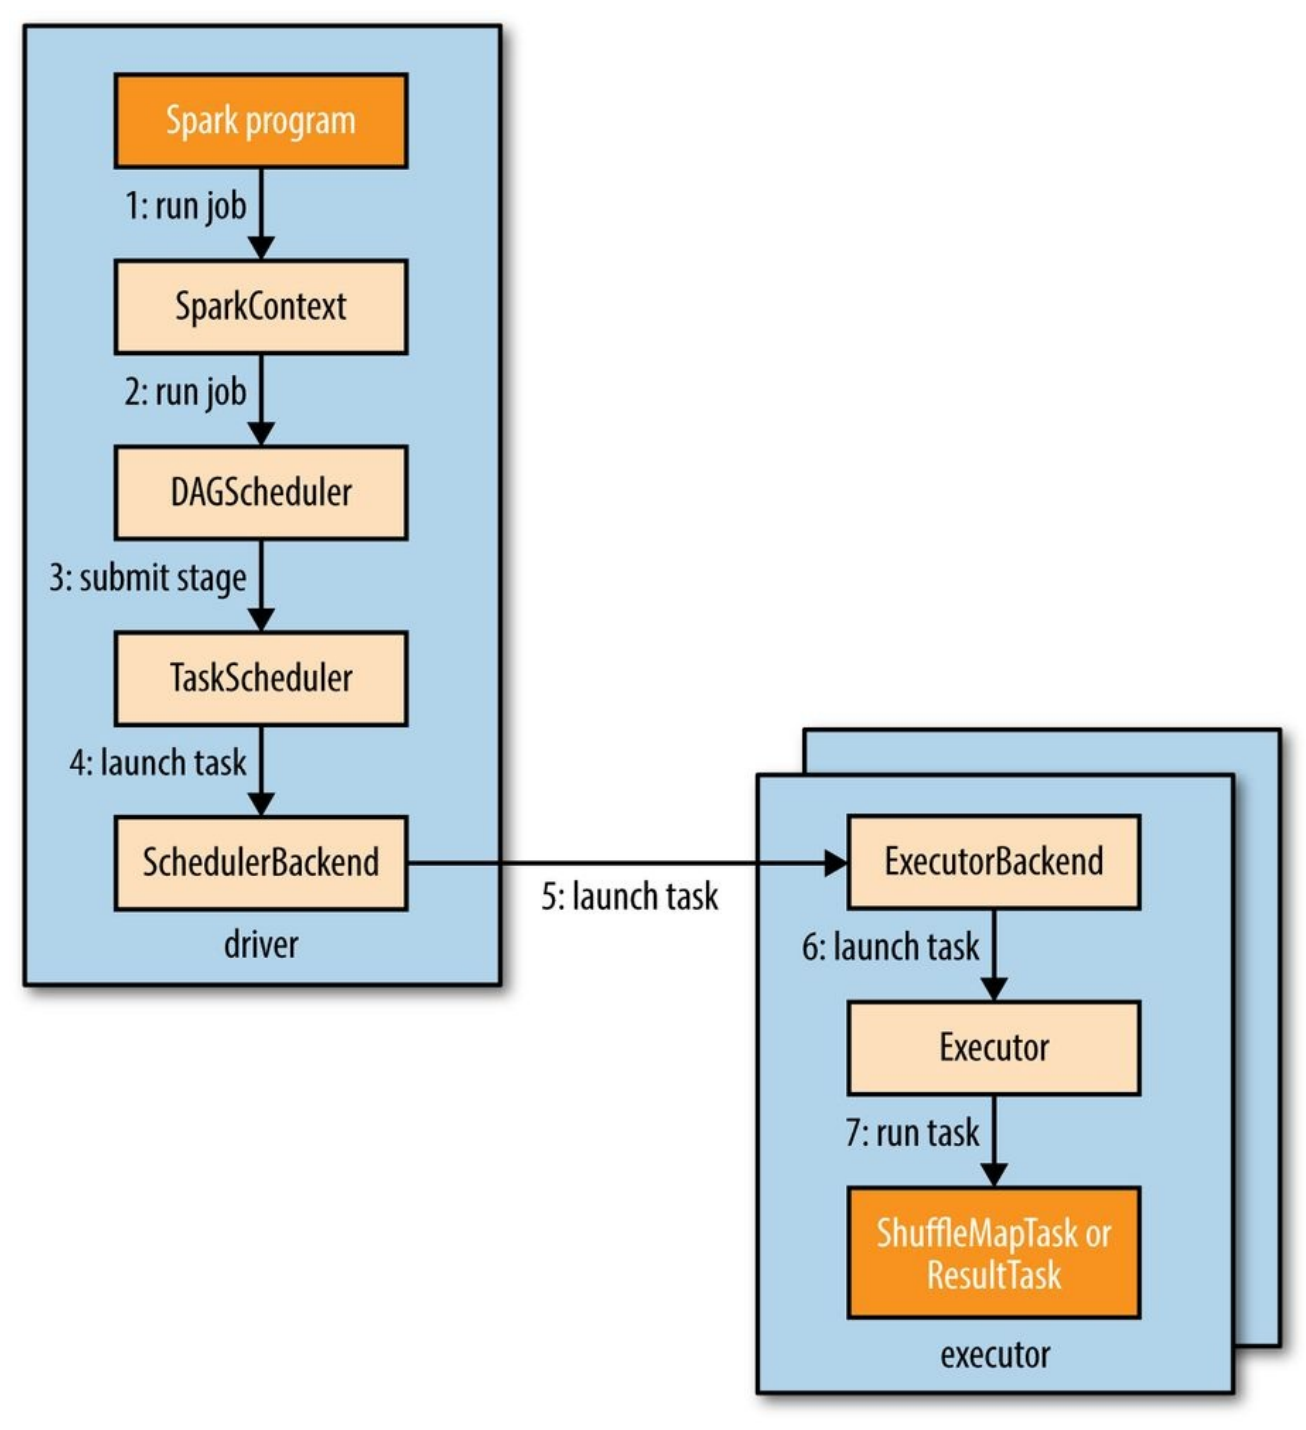 Spark program
1: run job
SparkContext
2: run job
DAGScheduler
3: submit stage
TaskScheduler
4: launch task
SchedulerBackend
driver
5: launch task
ExecutorBackend
6: launch task
Executor
7: run task
ShuffleMapTask or
ResultTask
executor